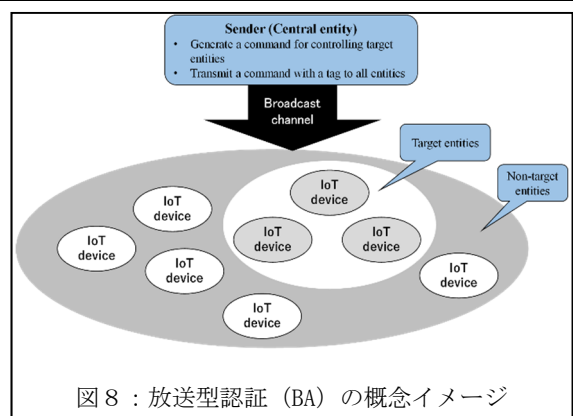 Sender (Central entity)
• Generate a command for controlling target
entities
• Transmit a command with a tag to all entities
Broadcast
channel
Target entities
Non-target
entities
IoT
device
IoT
device
IoT
device
IoT
device
IoT
device
IoT
device
IoT
device
IoT
device
図８：放送型認証（BA）の概念イメージ